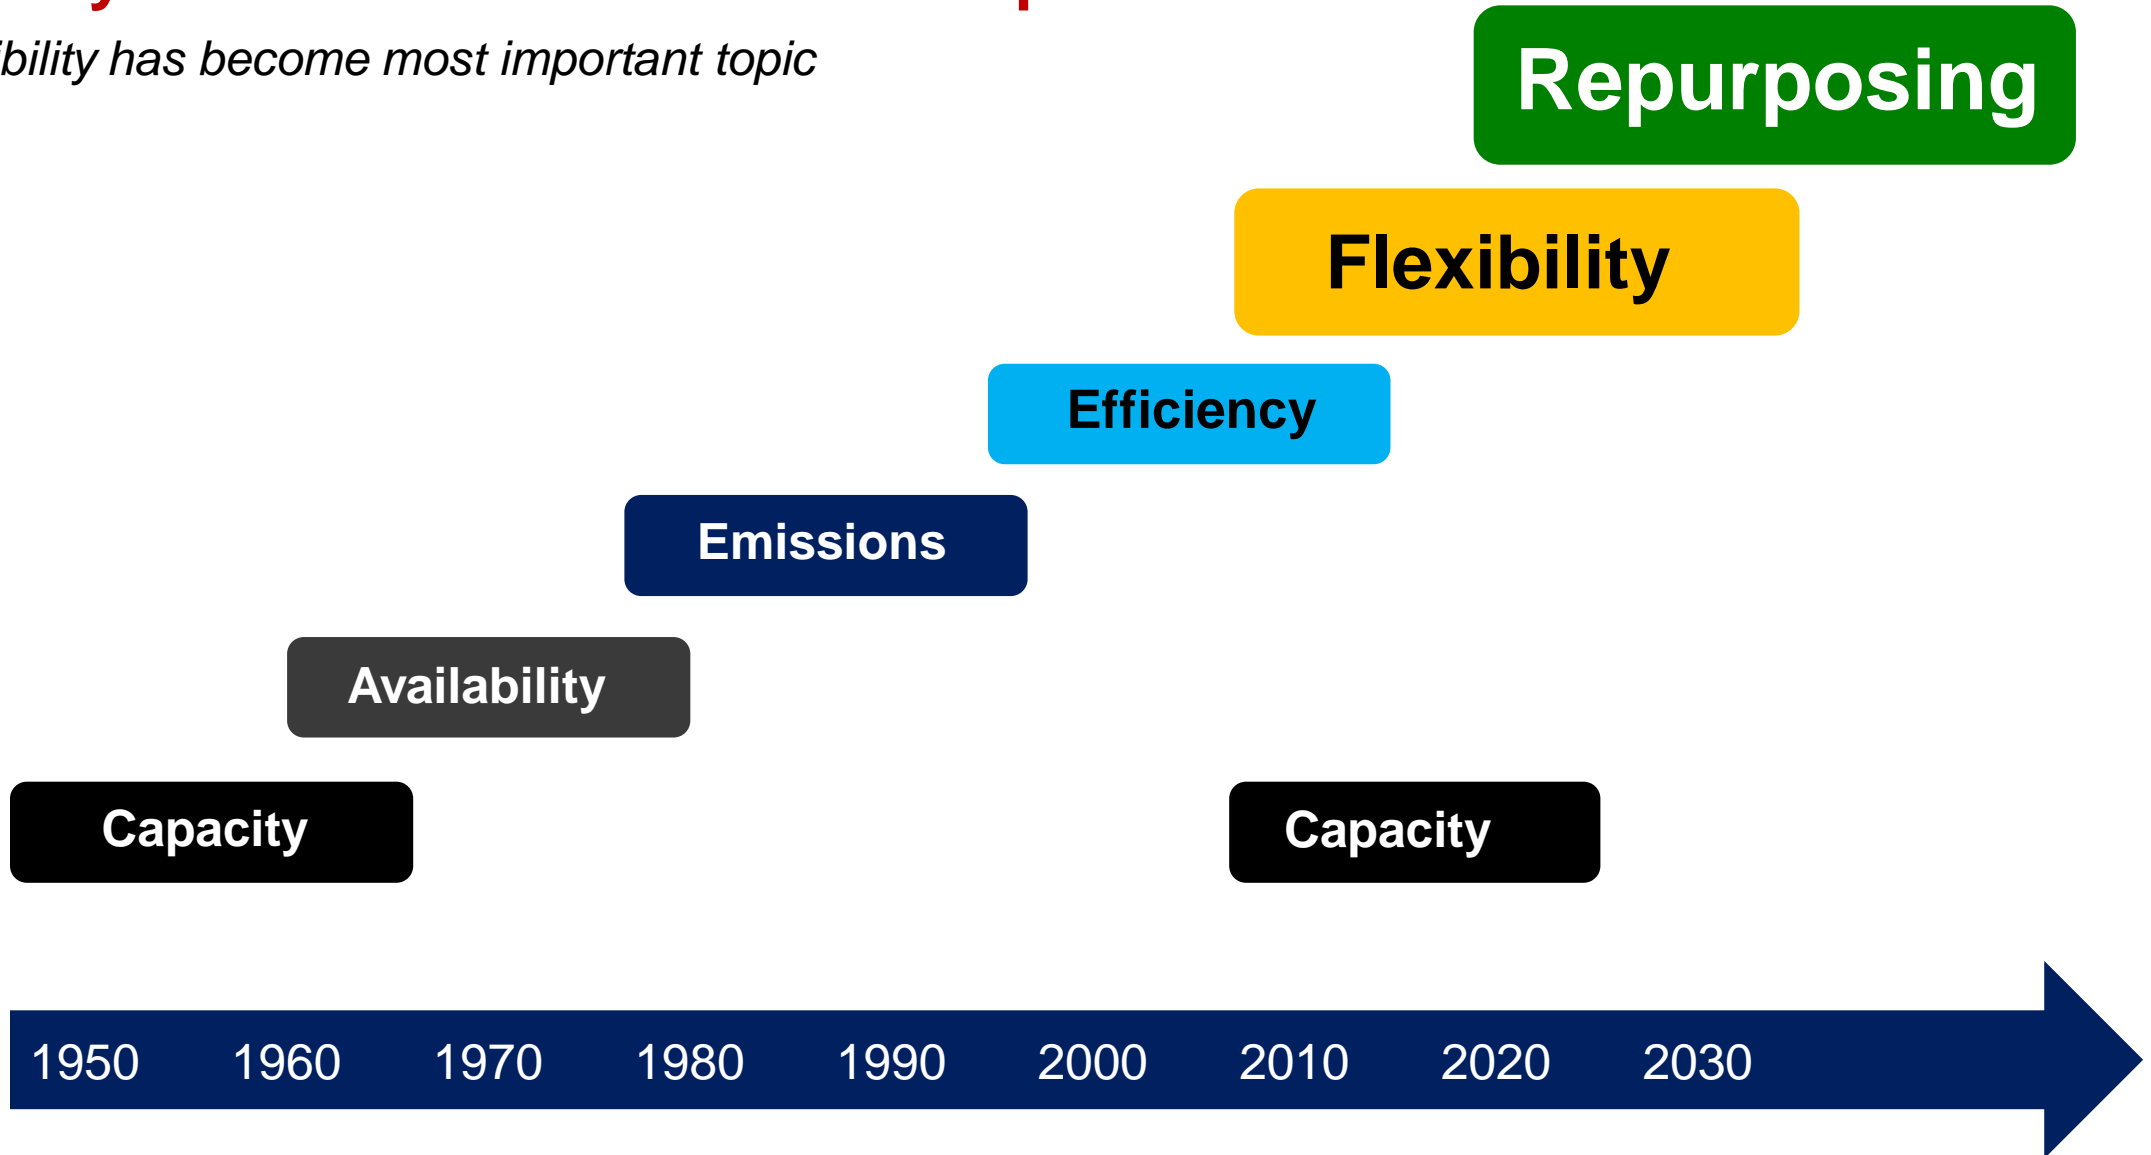 bility has become most important topic
Repurposing
Flexibility
Efficiency
Emissions
Availability
Capacity Capacity
1950 1960 1970 1980 1990 2000 2010 2020 2030